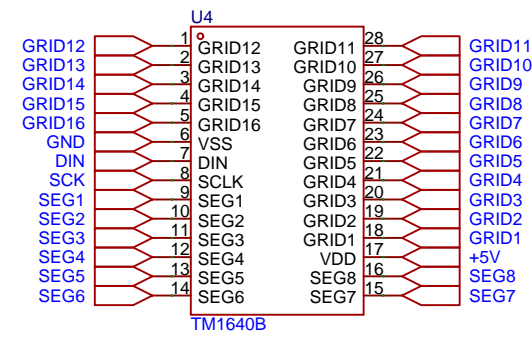 U4
GRID12 1 GRID12 GRID11 28 GRID11
GRID13 2 GRID13 GRID10 27 GRID10
GRID14 3 GRID14 GRID9 26 GRID9
GRID15 4 GRID15 GRID8 25 GRID8
GRID16 5 GRID16 GRID7 24 GRID7
GND 6 VSS GRID6 23 GRID6
DIN 7 DIN GRID5 22 GRID5
SCK 8 SCLK GRID4 21 GRID4
SEG1 9 SEG1 GRID3 20 GRID3
SEG2 10 SEG2 GRID2 19 GRID2
SEG3 11 SEG3 GRID1 18 GRID1
SEG4 12 SEG4 VDD 17 +5V
SEG5 13 SEG5 SEG8 16 SEG8
SEG6 14 SEG6 SEG7 15 SEG7
TM1640B